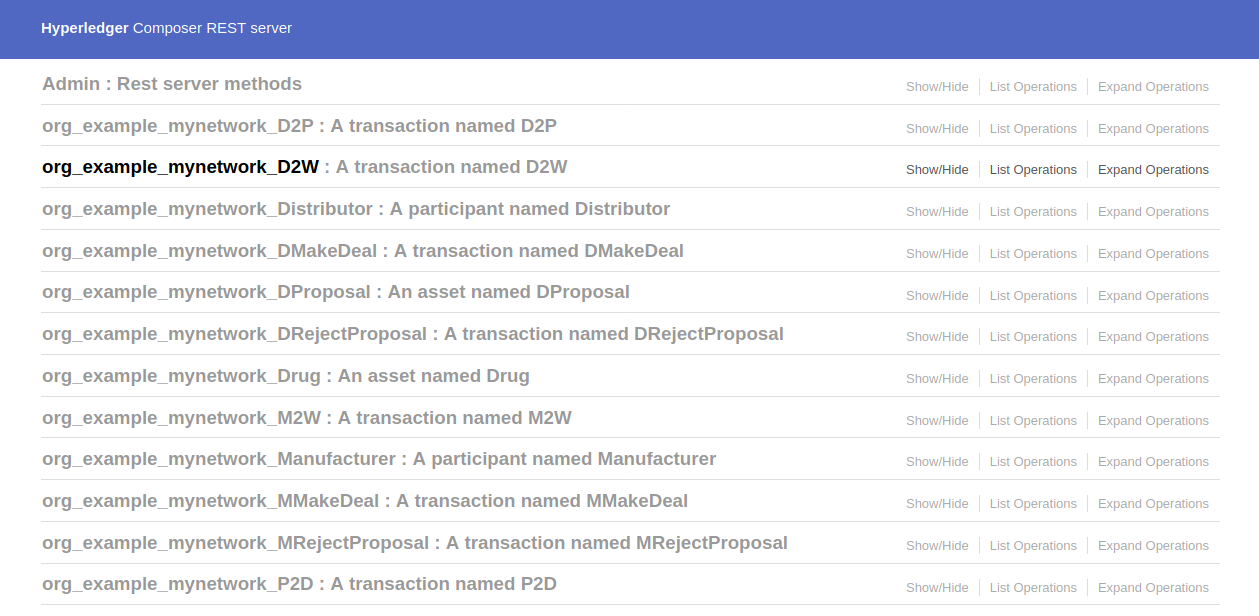 Hyperledger Composer REST server
Admin : Rest server methods Show/Hide List Operations Expand Operations
org_example_mynetwork_D2P : A transaction named D2P Show/Hide List Operations Expand Operations
org_example_mynetwork_D2W : A transaction named D2W Show/Hide List Operations Expand Operations
org_example_mynetwork_Distributor : A participant named Distributor Show/Hide List Operations Expand Operations
org_example_mynetwork_DMakeDeal : A transaction named DMakeDeal Show/Hide List Operations Expand Operations
org_example_mynetwork_DProposal : An asset named DProposal Show/Hide List Operations Expand Operations
org_example_mynetwork_DRejectProposal : A transaction named DRejectProposal Show/Hide List Operations Expand Operations
org_example_mynetwork_Drug : An asset named Drug Show/Hide List Operations Expand Operations
org_example_mynetwork_M2W : A transaction named M2W Show/Hide List Operations Expand Operations
org_example_mynetwork_Manufacturer : A participant named Manufacturer Show/Hide List Operations Expand Operations
org_example_mynetwork_MMakeDeal : A transaction named MMakeDeal Show/Hide List Operations Expand Operations
org_example_mynetwork_MRejectProposal : A transaction named MRejectProposal Show/Hide List Operations Expand Operations
org_example_mynetwork_P2D : A transaction named P2D Show/Hide List Operations Expand Operations